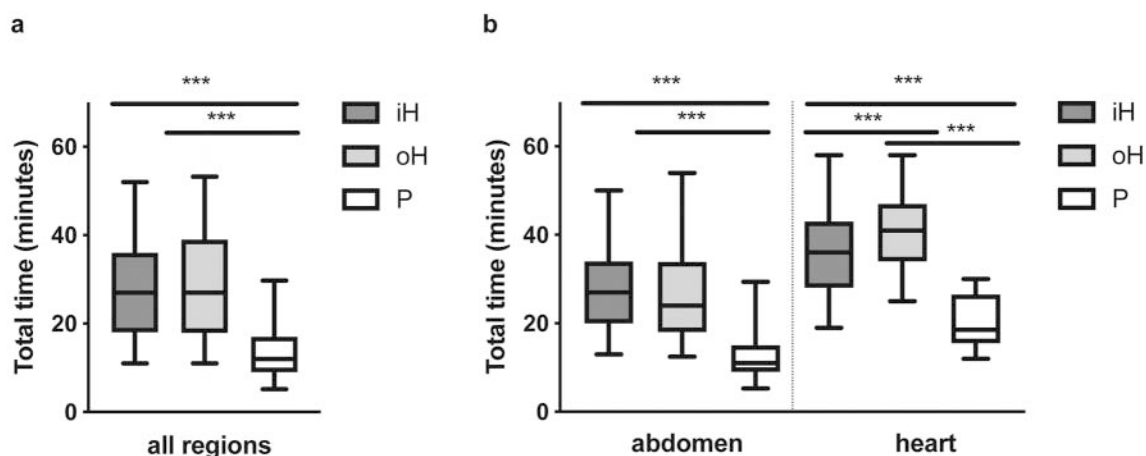 a
***
***
iH
oH
P
Total time (minutes)
60
40
20
0
all regions
b
***
***
***
***
***
iH
oH
P
Total time (minutes)
60
40
20
0
abdomen
heart